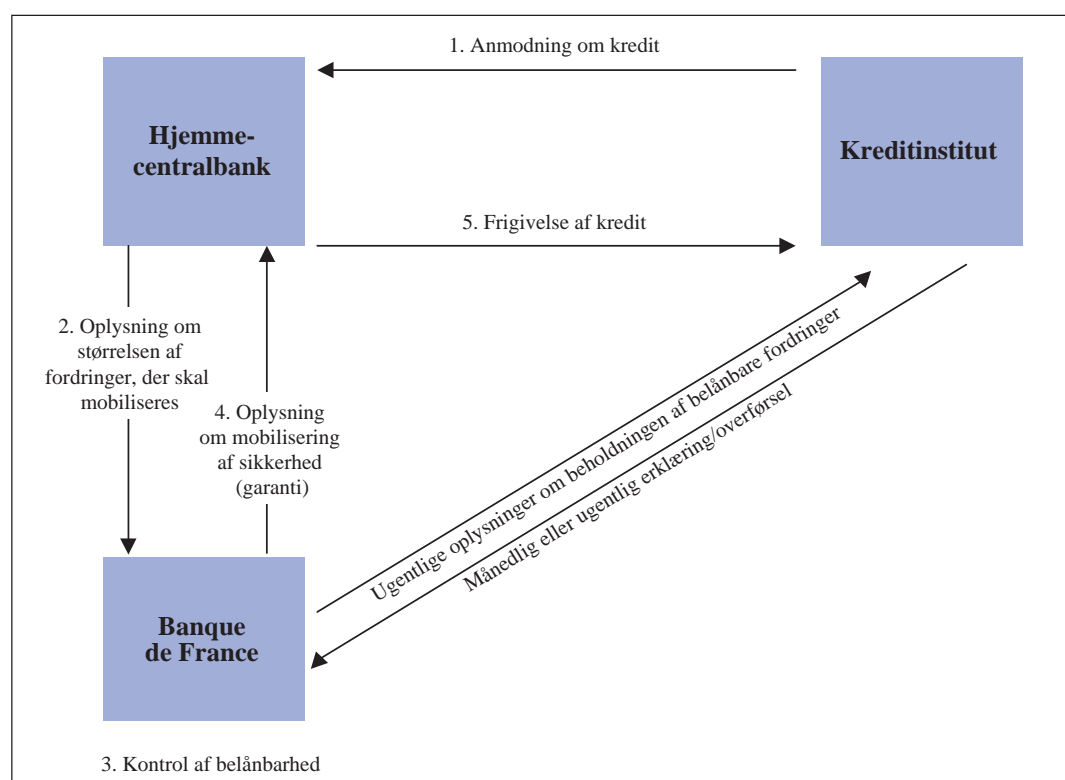 1. Anmodning om kredit
Hjemme-
centralbank
Kreditinstitut
5. Frigivelse af kredit
2. Oplysning om
størrelsen af
fordringer, der skal
mobiliseres
4. Oplysning
om mobilisering
af sikkerhed
(garanti)
Ugentlige oplysninger om beholdningen af belånbare fordringer
Månedlig eller ugentlig erklæring/overførsel
Banque
de France
3. Kontrol af belånbarhed